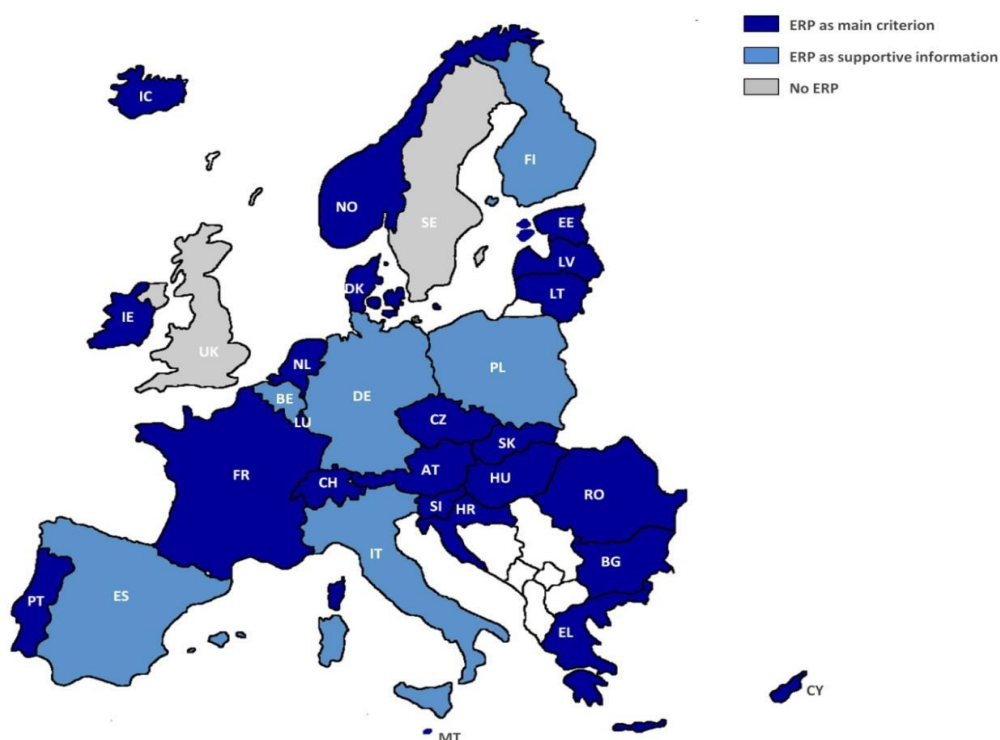 ERP as main criterion
ERP as supportive information
No ERP
IC
FI
NO
SE
EE
LV
DK
LT
IE
UK
NL
PL
BE
DE
LU
CZ
SK
FR
AT
CH
HU
RO
SI
HR
IT
BG
ES
PT
EL
CY
MT